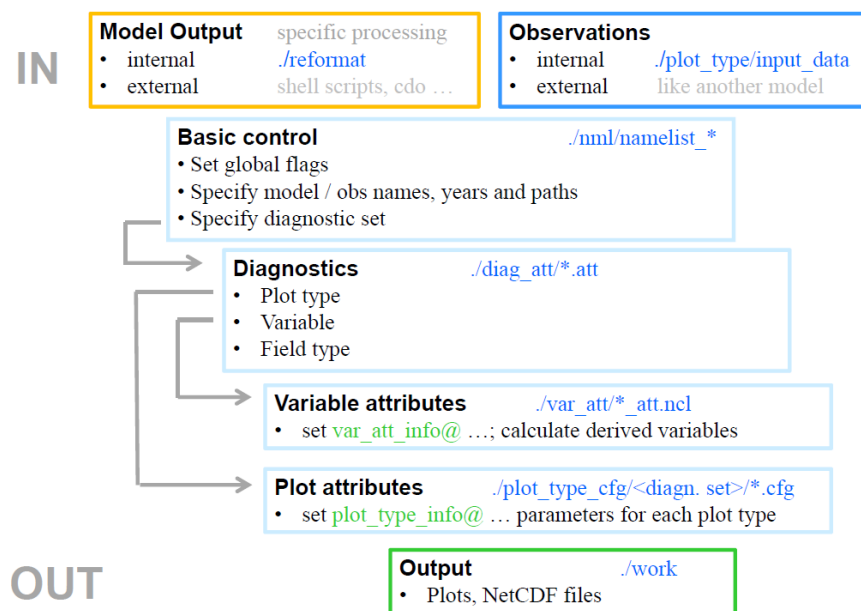 IN
Model Output specific processing
• internal ./reformat
• external shell scripts, cdo …
Observations
• internal ./plot_type/input_data
• external like another model
Basic control ./nml/namelist_*
• Set global flags
• Specify model / obs names, years and paths
• Specify diagnostic set
Diagnostics ./diag_att/*.att
• Plot type
• Variable
• Field type
Variable attributes ./var_att/*_att.ncl
• set var_att_info@ …; calculate derived variables
Plot attributes ./plot_type_cfg/<diagn. set>/*.cfg
• set plot_type_info@ … parameters for each plot type
OUT
Output ./work
• Plots, NetCDF files